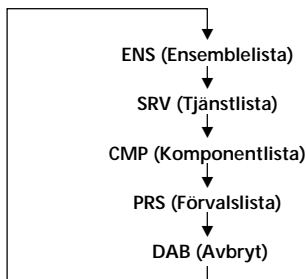 ENS (Ensemblelista)
SRV (Tjänstlista)
CMP (Komponentlista)
PRS (Förvalslista)
DAB (Avbryt)